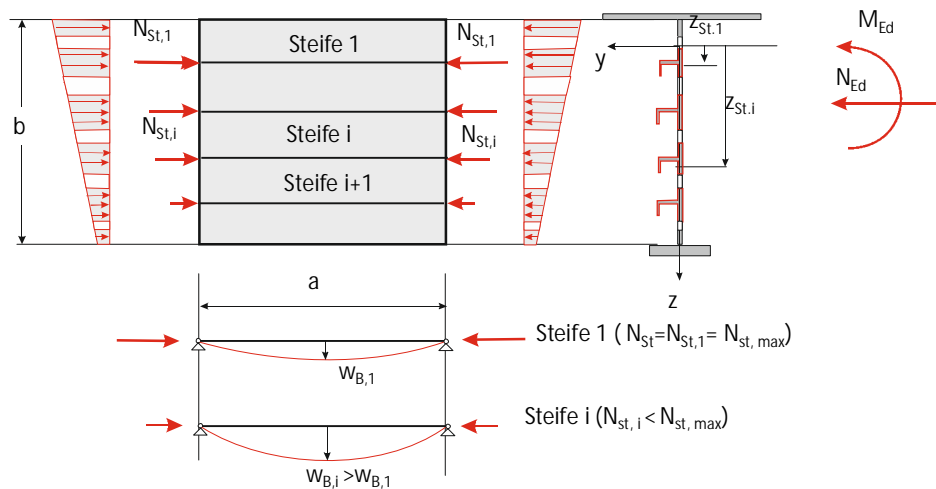 N_St,1
Steife 1
N_St,1
z_St.1
M_Ed
y
N_Ed
b
N_St,i
Steife i
N_St,i
z_St.i
Steife i+1
a
z
Steife 1 ( N_St=N_St,1= N_st, max)
w_B,1
Steife i (N_st, i < N_st, max)
w_B,i >w_B,1